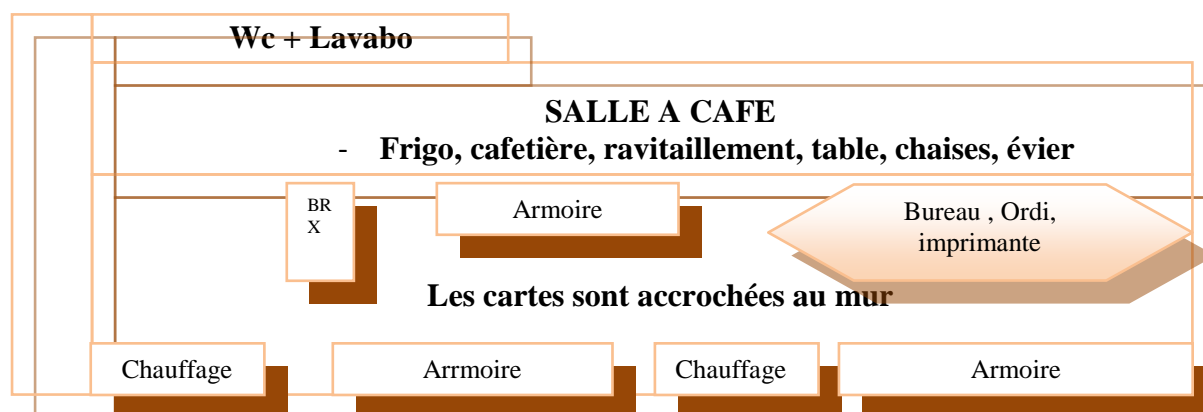 Wc + Lavabo
SALLE A CAFE
- Frigo, cafetière, ravitaillement, table, chaises, évier
BR
X
Armoire
Bureau , Ordi,
imprimante
Les cartes sont accrochées au mur
Chauffage
Arrmoire
Chauffage
Armoire